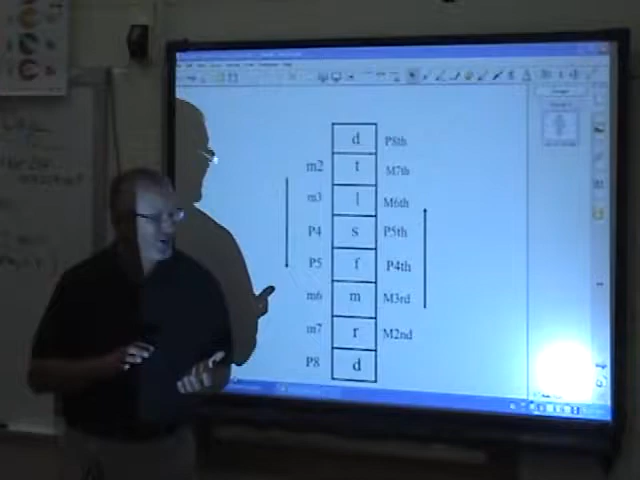 d P8th
m2 t M7th
m3 l M6th
P4 s P5th
P5 f P4th
m6 m M3rd
m7 r M2nd
P8 d